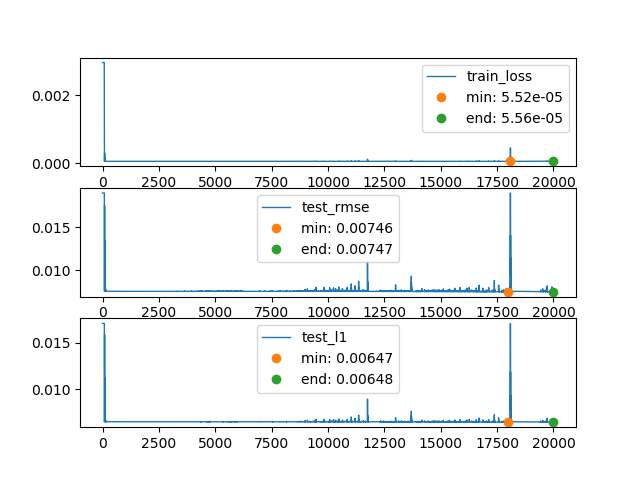 0.002
0.000
train_loss
min: 5.52e-05
end: 5.56e-05
0 2500 5000 7500 10000 12500 15000 17500 20000
0.015
0.010
test_rmse
min: 0.00746
end: 0.00747
0 2500 5000 7500 10000 12500 15000 17500 20000
0.015
0.010
test_l1
min: 0.00647
end: 0.00648
0 2500 5000 7500 10000 12500 15000 17500 20000